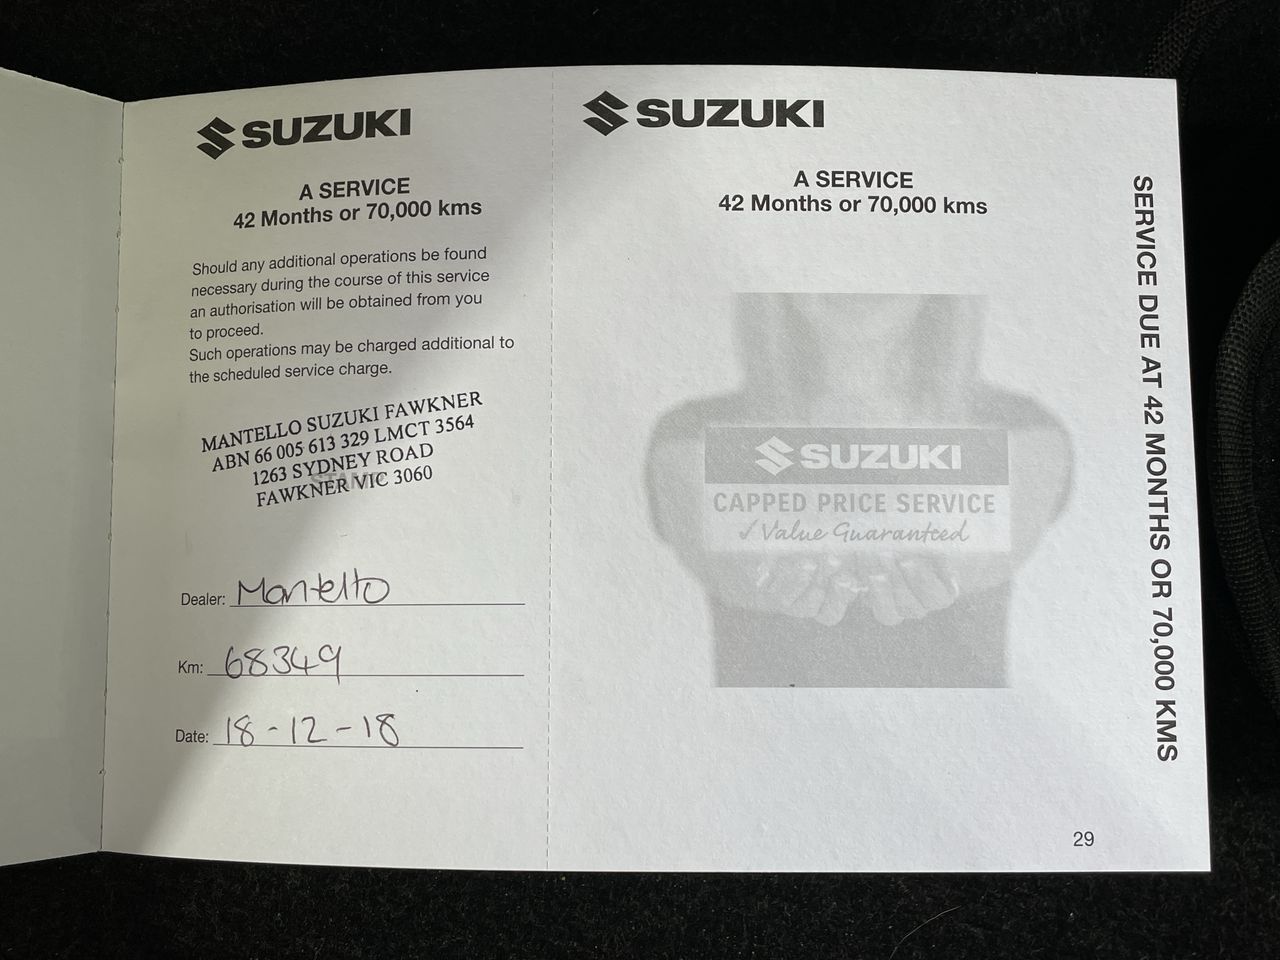 SUZUKI
A SERVICE
42 Months or 70,000 kms
Should any additional operations be found
necessary during the course of this service
an authorisation will be obtained from you
to proceed.
Such operations may be charged additional to
the scheduled service charge.
MANTELLO SUZUKI FAWKNER
ABN 66 005 613 329 LMCT 3564
1263 SYDNEY ROAD
STAMP
FAWKNER VIC 3060
Dealer: Mantello
Km: 68349
Date: 18-12-18
SUZUKI
A SERVICE
42 Months or 70,000 kms
SUZUKI
CAPPED PRICE SERVICE
✓ Value Guaranteed
SERVICE DUE AT 42 MONTHS OR 70,000 KMS
29